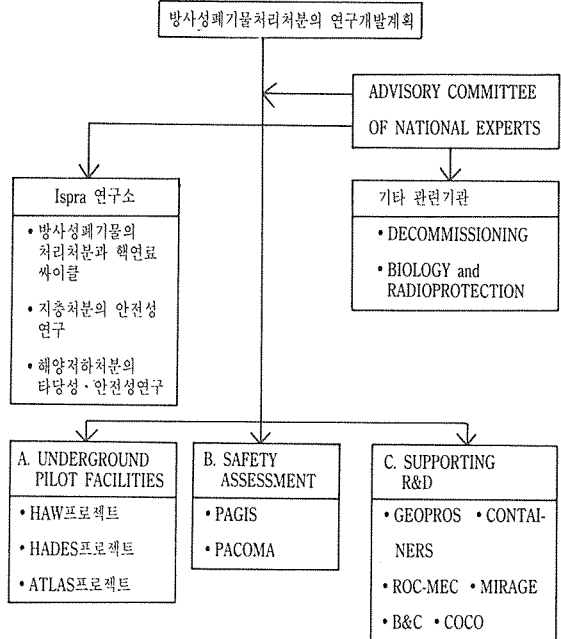 방사성폐기물처리처분의 연구개발계획
ADVISORY COMMITTEE
OF NATIONAL EXPERTS
Ispra 연구소
• 방사성폐기물의
처리처분과 핵연료
싸이클
• 지층처분의 안전성
연구
• 해양저하처분의
타당성·안전성연구
기타 관련기관
• DECOMMISSIONING
• BIOLOGY and
RADIOPROTECTION
A. UNDERGROUND
PILOT FACILITIES
• HAW프로젝트
• HADES프로젝트
• ATLAS프로젝트
B. SAFETY
ASSESSMENT
• PAGIS
• PACOMA
C. SUPPORTING
R&D
• GEOPROS • CONTAI-
NERS
• ROC-MEC • MIRAGE
• B&C • COCO